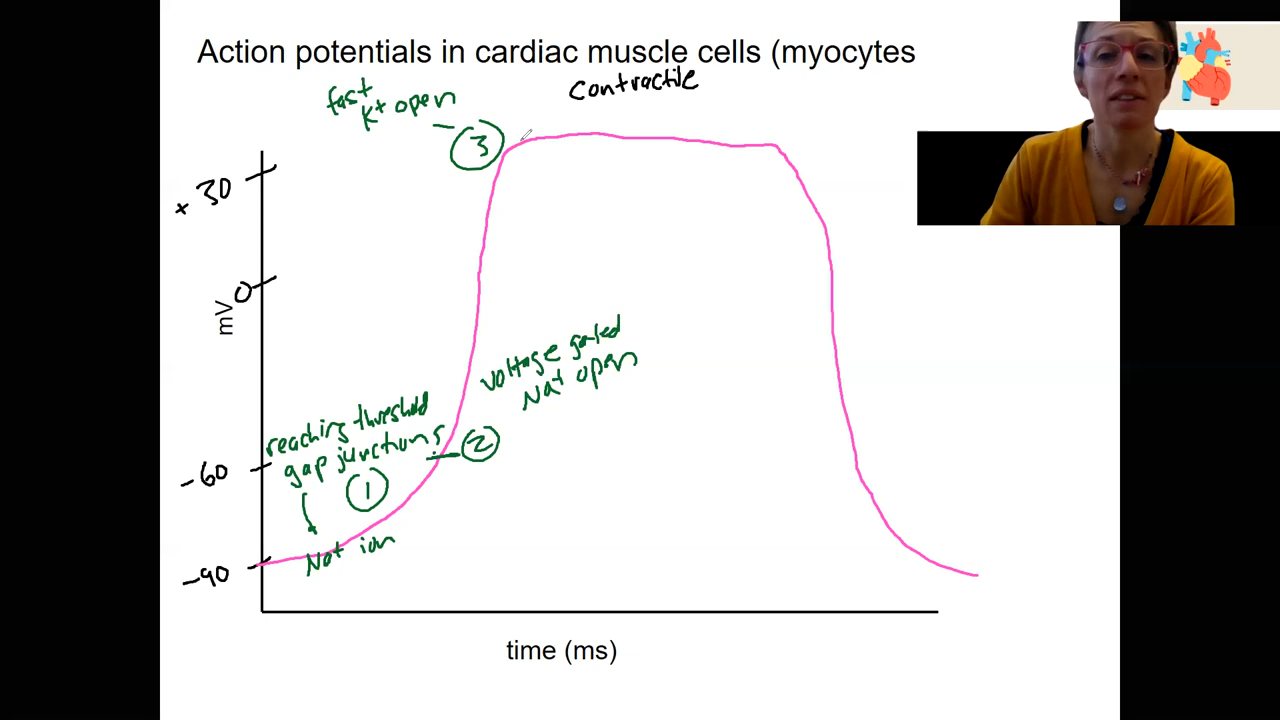 Action potentials in cardiac muscle cells (myocytes
contractile
fast
K+ open
3
+ 30
0
mV
voltage gated
Na+ open
reaching threshold
gap junctions
2
-60
1
Na+ ion
-90
time (ms)